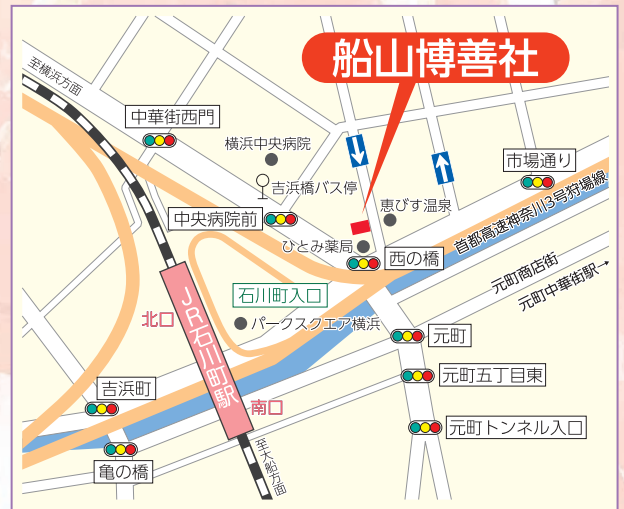 船山博善社
至横浜方面
中華街西門
横浜中央病院
市場通り
吉浜橋バス停
恵びす温泉
中央病院前
首都高速神奈川3号狩場線
ひとみ薬局
西の橋
石川町入口
元町商店街
元町中華街駅→
北口
JR石川町駅
パークスクエア横浜
元町
元町五丁目東
吉浜町
南口
元町トンネル入口
亀の橋
至大船方面